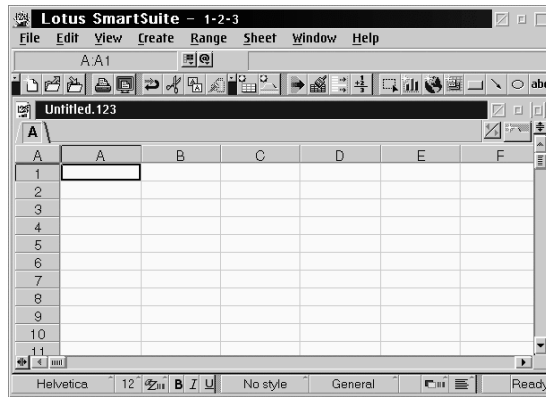 Lotus SmartSuite – 1-2-3
File Edit View Create Range Sheet Window Help
A:A1 @
abc
Untitled.123
A
A A B C D E F
1
2
3
4
5
6
7
8
9
10
11
Helvetica 12 B I U No style General Ready